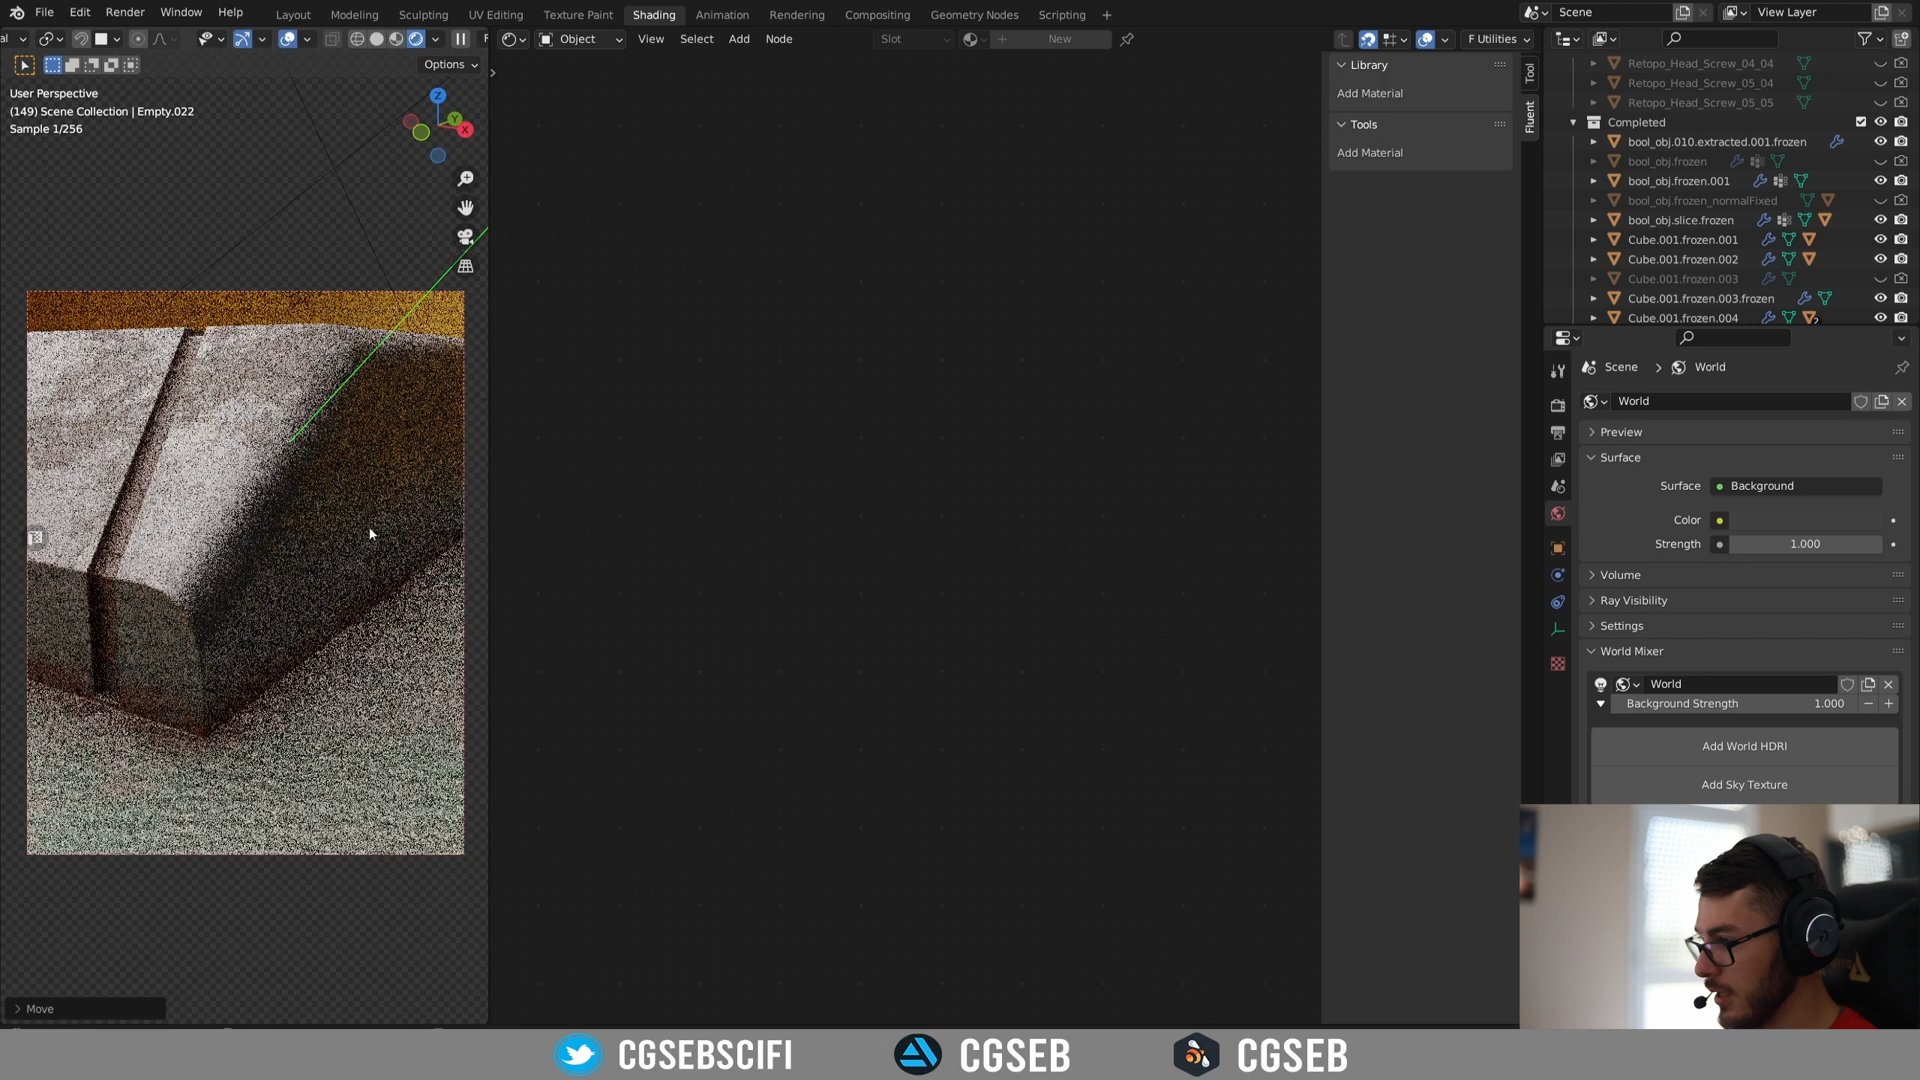 File Edit Render Window Help Layout Modeling Sculpting UV Editing Texture Paint Shading Animation Rendering Compositing Geometry Nodes Scripting + Scene View Layer
Object View Select Add Node Slot New F Utilities
Options
User Perspective
(149) Scene Collection | Empty.022
Sample 1/256
Z
Y
X
Move
Library
Add Material
Tools
Add Material
Tool
Fluent
Retopo_Head_Screw_04_04
Retopo_Head_Screw_05_04
Retopo_Head_Screw_05_05
Completed
bool_obj.010.extracted.001.frozen
bool_obj.frozen
bool_obj.frozen.001
bool_obj.frozen_normalFixed
bool_obj.slice.frozen
Cube.001.frozen.001
Cube.001.frozen.002
Cube.001.frozen.003
Cube.001.frozen.003.frozen
Cube.001.frozen.004
2
Scene > World
World
Preview
Surface
Surface Background
Color
Strength 1.000
Volume
Ray Visibility
Settings
World Mixer
World
Background Strength 1.000
Add World HDRI
Add Sky Texture
CGSEBSCIFI CGSEB CGSEB